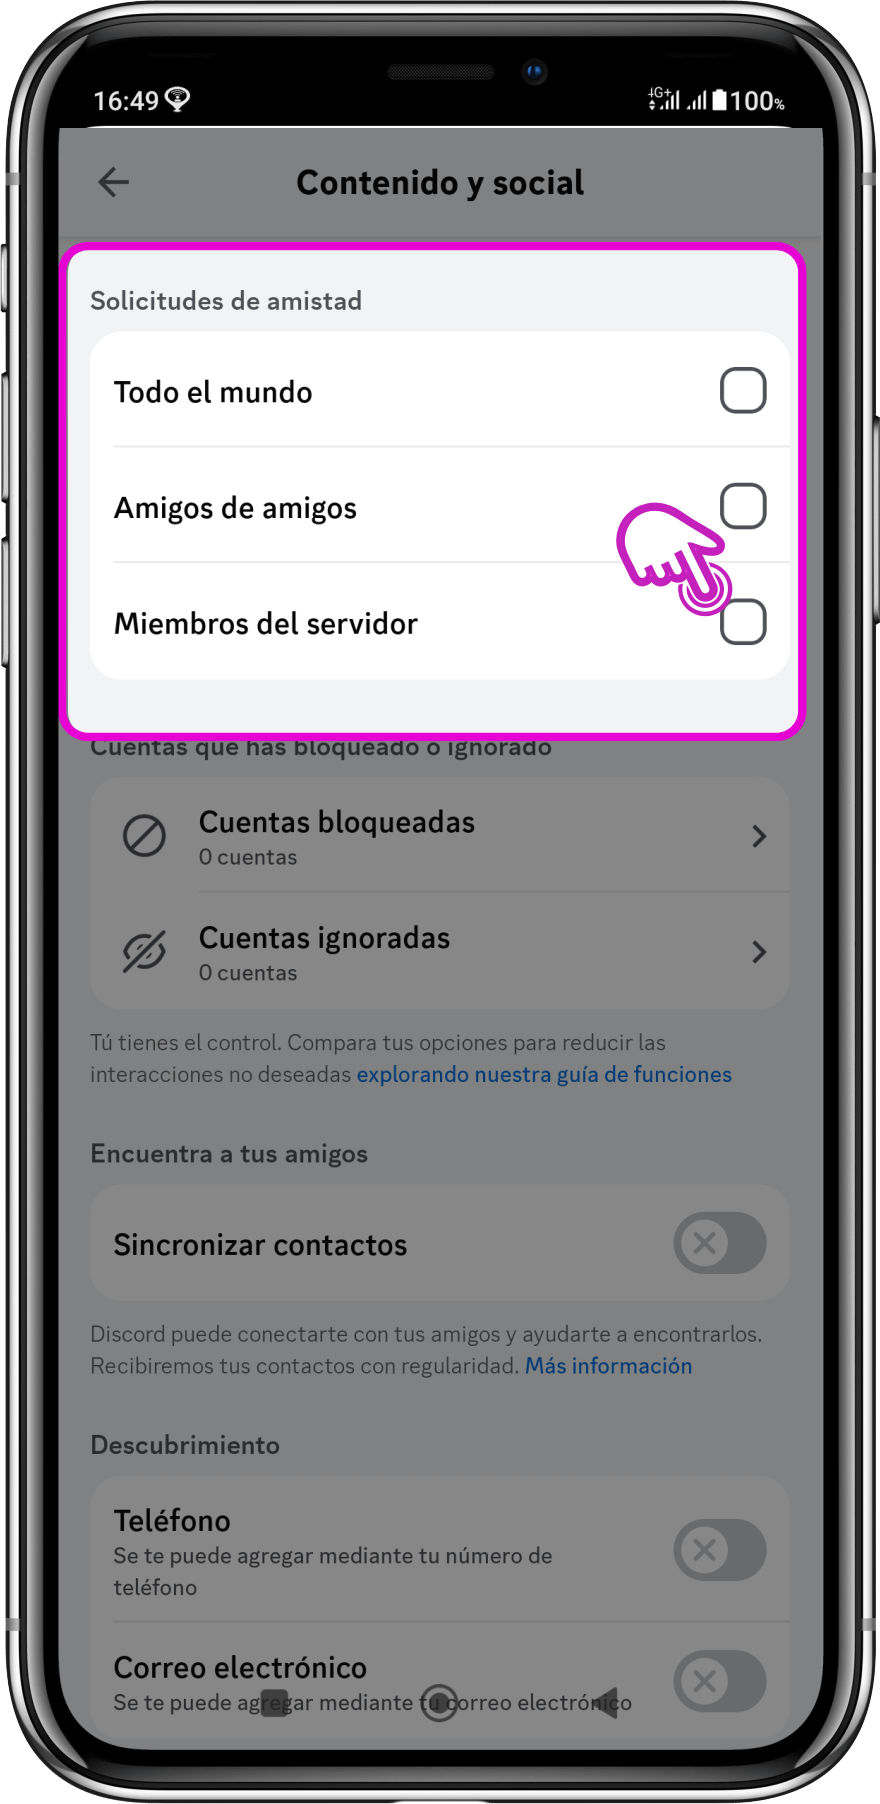 16:49
4G+ 100%
Contenido y social
Solicitudes de amistad
Todo el mundo
Amigos de amigos
Miembros del servidor
Cuentas que has bloqueado o ignorado
Cuentas bloqueadas
0 cuentas
Cuentas ignoradas
0 cuentas
Tú tienes el control. Compara tus opciones para reducir las
interacciones no deseadas explorando nuestra guía de funciones
Encuentra a tus amigos
Sincronizar contactos
Discord puede conectarte con tus amigos y ayudarte a encontrarlos.
Recibiremos tus contactos con regularidad. Más información
Descubrimiento
Teléfono
Se te puede agregar mediante tu número de
teléfono
Correo electrónico
Se te puede agregar mediante tu correo electrónico